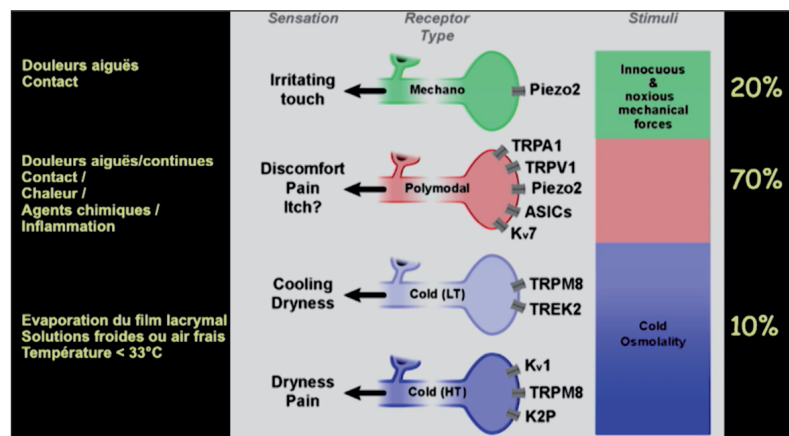 Sensation
Receptor
Type
Stimuli
Douleurs aiguës
Contact
Irritating
touch
Mechano
Piezo2
Innocuous
&
noxious
mechanical
forces
20%
Douleurs aiguës/continues
Contact /
Chaleur /
Agents chimiques /
Inflammation
Discomfort
Pain
Itch?
Polymodal
TRPA1
TRPV1
Piezo2
ASICs
Kv7
70%
Evaporation du film lacrymal
Solutions froides ou air frais
Température < 33°C
Cooling
Dryness
Cold (LT)
TRPM8
TREK2
Dryness
Pain
Cold (HT)
Kv1
TRPM8
K2P
Cold
Osmolality
10%